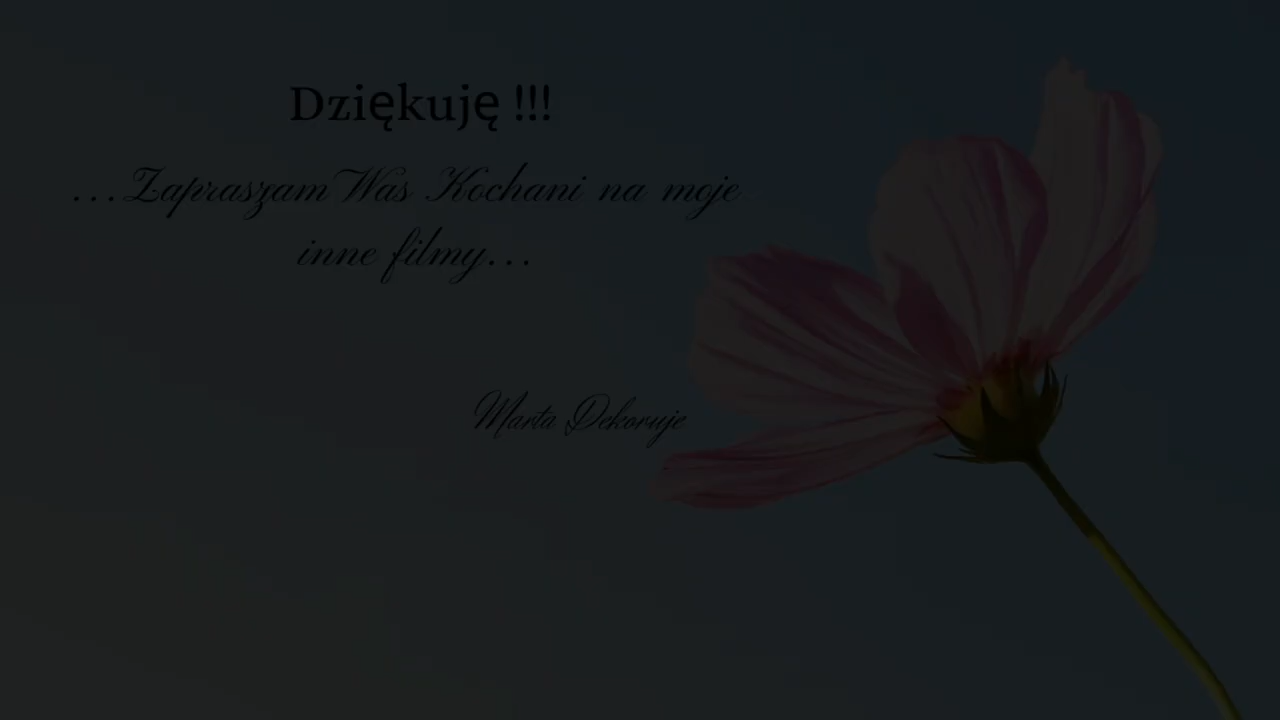 Dziękuję !!!
...Zapraszam Was Kochani na moje
inne filmy...
Marta Dekoruje